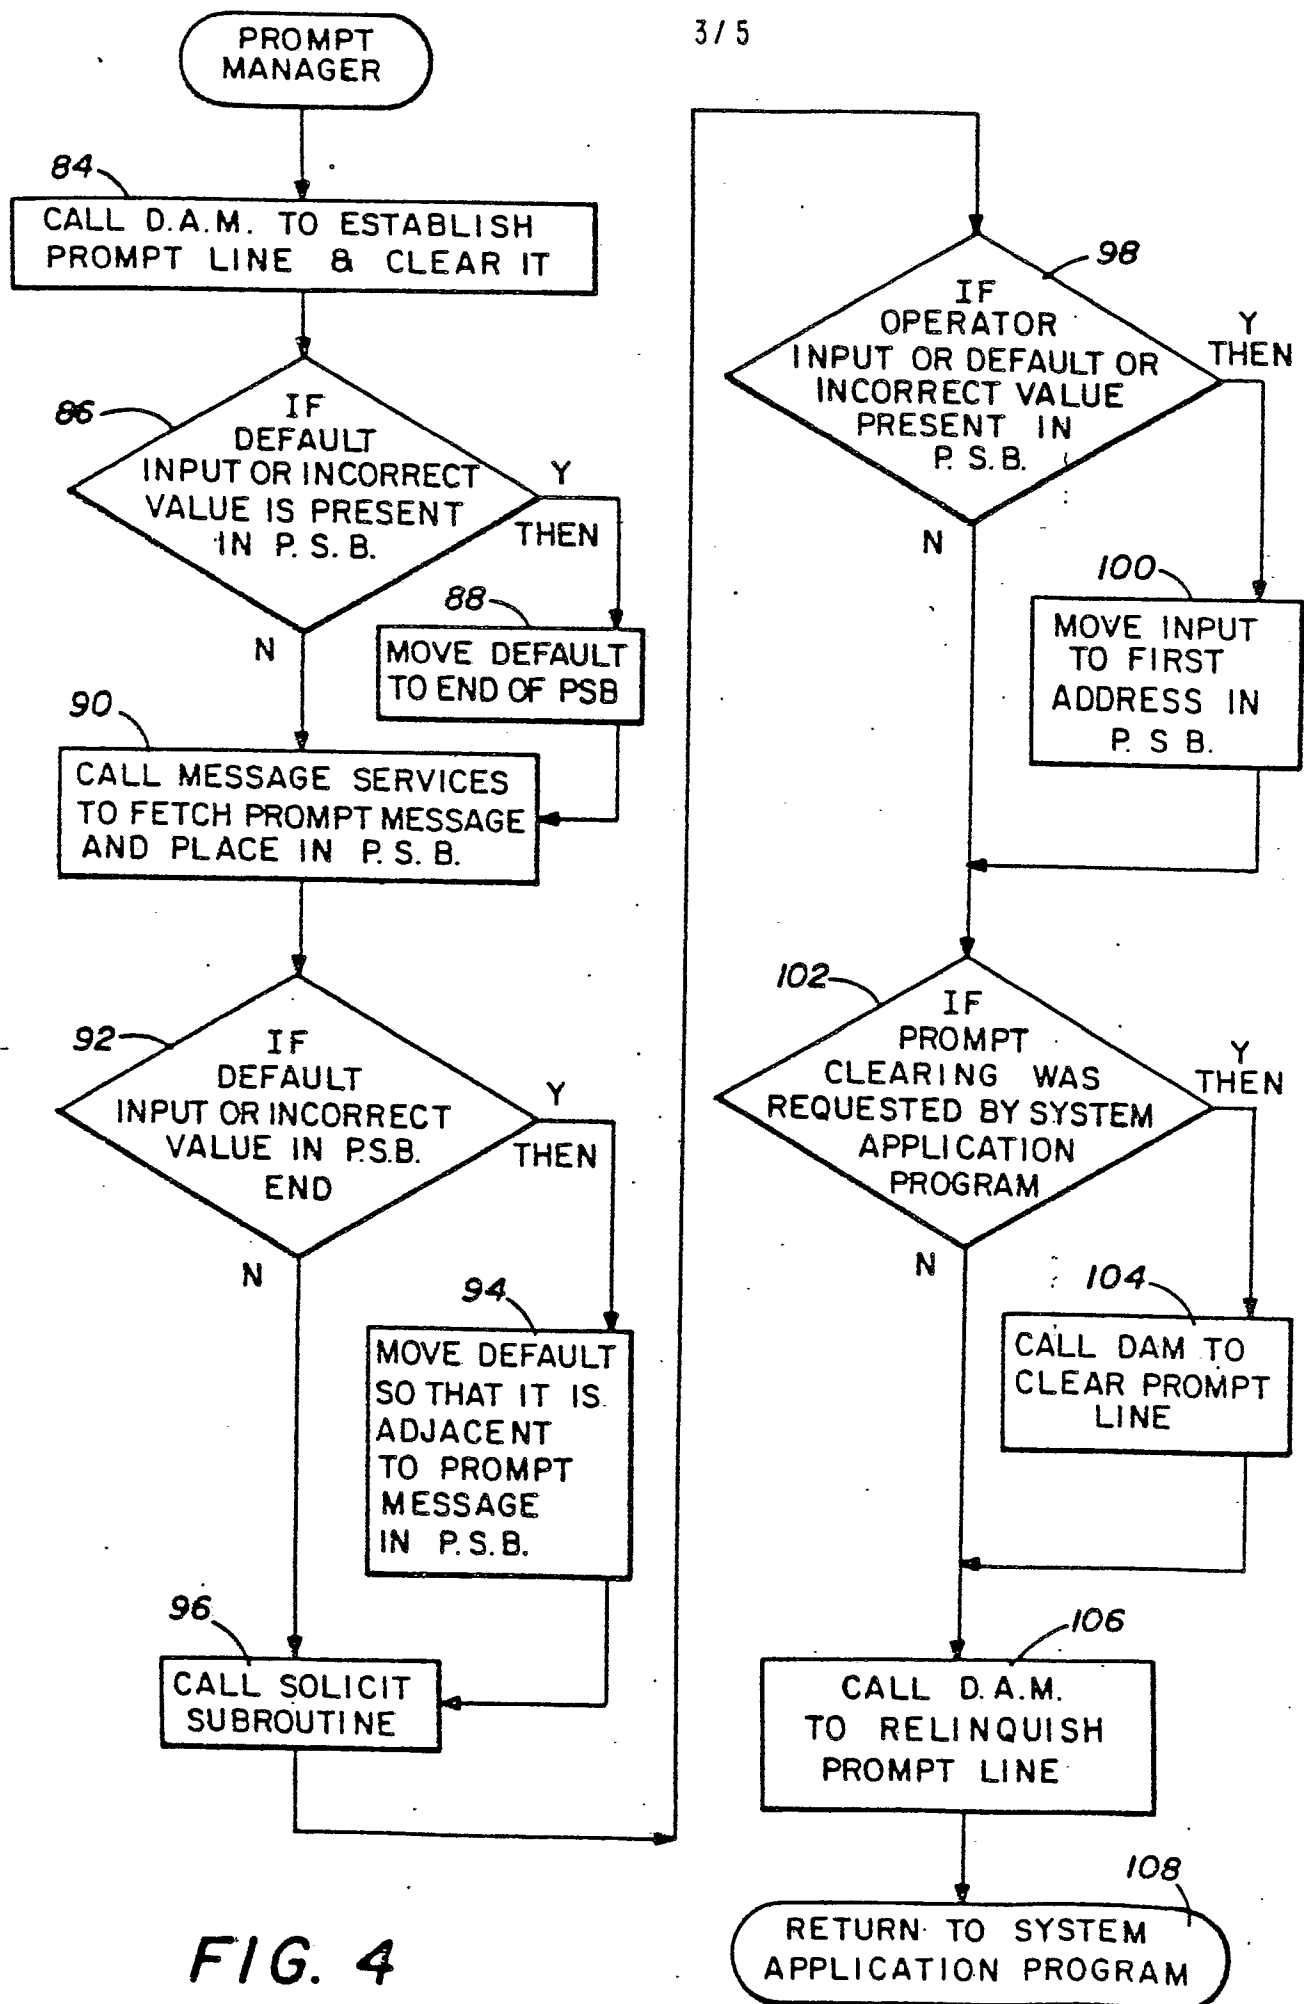 3/5
PROMPT
MANAGER
84
CALL D.A.M. TO ESTABLISH
PROMPT LINE & CLEAR IT
86
IF
DEFAULT
INPUT OR INCORRECT
VALUE IS PRESENT
IN P. S. B.
Y
THEN
N
88
MOVE DEFAULT
TO END OF PSB
90
CALL MESSAGE SERVICES
TO FETCH PROMPT MESSAGE
AND PLACE IN P. S. B.
92
IF
DEFAULT
INPUT OR INCORRECT
VALUE IN P.S.B.
END
Y
THEN
N
94
MOVE DEFAULT
SO THAT IT IS
ADJACENT
TO PROMPT
MESSAGE
IN P.S.B.
96
CALL SOLICIT
SUBROUTINE
98
IF
OPERATOR
INPUT OR DEFAULT OR
INCORRECT VALUE
PRESENT IN
P. S.B.
Y
THEN
N
100
MOVE INPUT
TO FIRST
ADDRESS IN
P. S B.
102
IF
PROMPT
CLEARING WAS
REQUESTED BY SYSTEM
APPLICATION
PROGRAM
Y
THEN
N
104
CALL DAM TO
CLEAR PROMPT
LINE
106
CALL D.A.M.
TO RELINQUISH
PROMPT LINE
108
RETURN TO SYSTEM
APPLICATION PROGRAM
FIG. 4